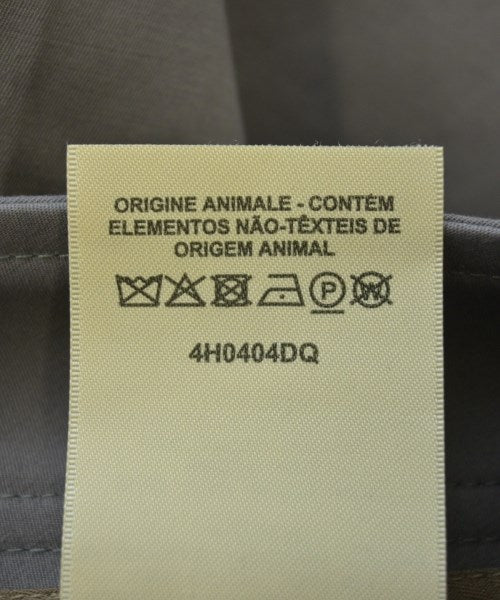 ORIGINE ANIMALE - CONTÉM
ELEMENTOS NÃO-TÊXTEIS DE
ORIGEM ANIMAL
P W
4H0404DQ